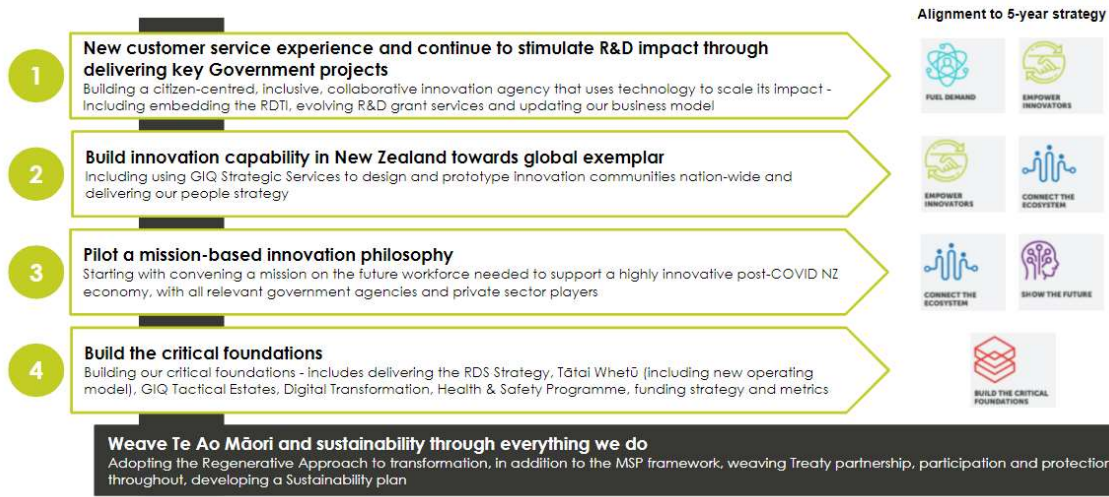 Alignment to 5-year strategy
1
New customer service experience and continue to stimulate R&D impact through
delivering key Government projects
Building a citizen-centred, inclusive, collaborative innovation agency that uses technology to scale its impact -
Including embedding the RDTI, evolving R&D grant services and updating our business model
FUEL DEMAND
EMPOWER
INNOVATORS
2
Build innovation capability in New Zealand towards global exemplar
Including using GIQ Strategic Services to design and prototype innovation communities nation-wide and
delivering our people strategy
EMPOWER
INNOVATORS
CONNECT THE
ECOSYSTEM
3
Pilot a mission-based innovation philosophy
Starting with convening a mission on the future workforce needed to support a highly innovative post-COVID NZ
economy, with all relevant government agencies and private sector players
CONNECT THE
ECOSYSTEM
SHOW THE FUTURE
4
Build the critical foundations
Building our critical foundations - includes delivering the RDS Strategy, Tātai Whetū (including new operating
model), GIQ Tactical Estates, Digital Transformation, Health & Safety Programme, funding strategy and metrics
BUILD THE CRITICAL
FOUNDATIONS
Weave Te Ao Māori and sustainability through everything we do
Adopting the Regenerative Approach to transformation, in addition to the MSP framework, weaving Treaty partnership, participation and protection
throughout, developing a Sustainability plan